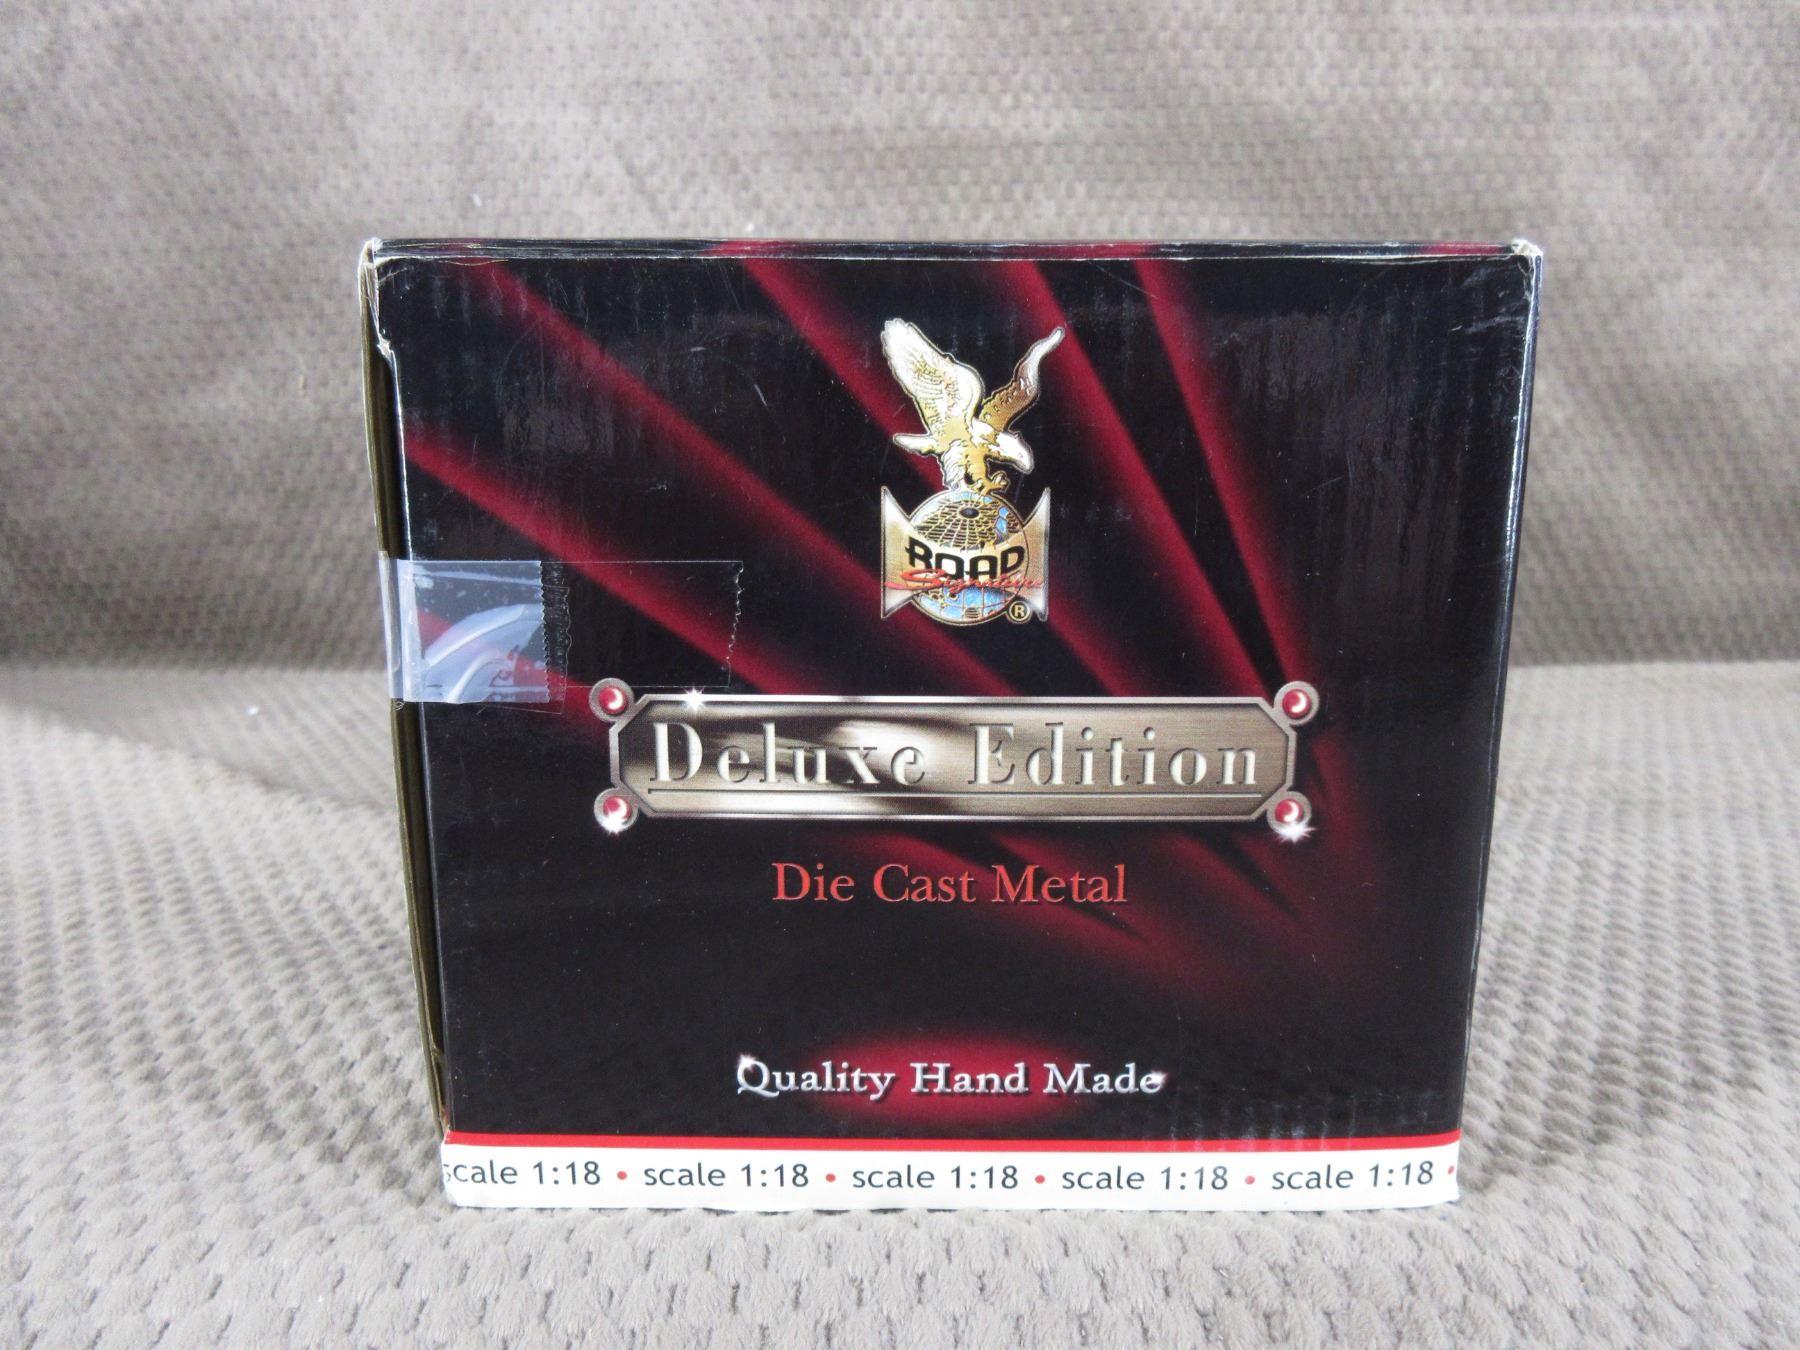 ROAD
Signature
®
Deluxe Edition
Die Cast Metal
Quality Hand Made
scale 1:18 • scale 1:18 • scale 1:18 • scale 1:18 • scale 1:18 •